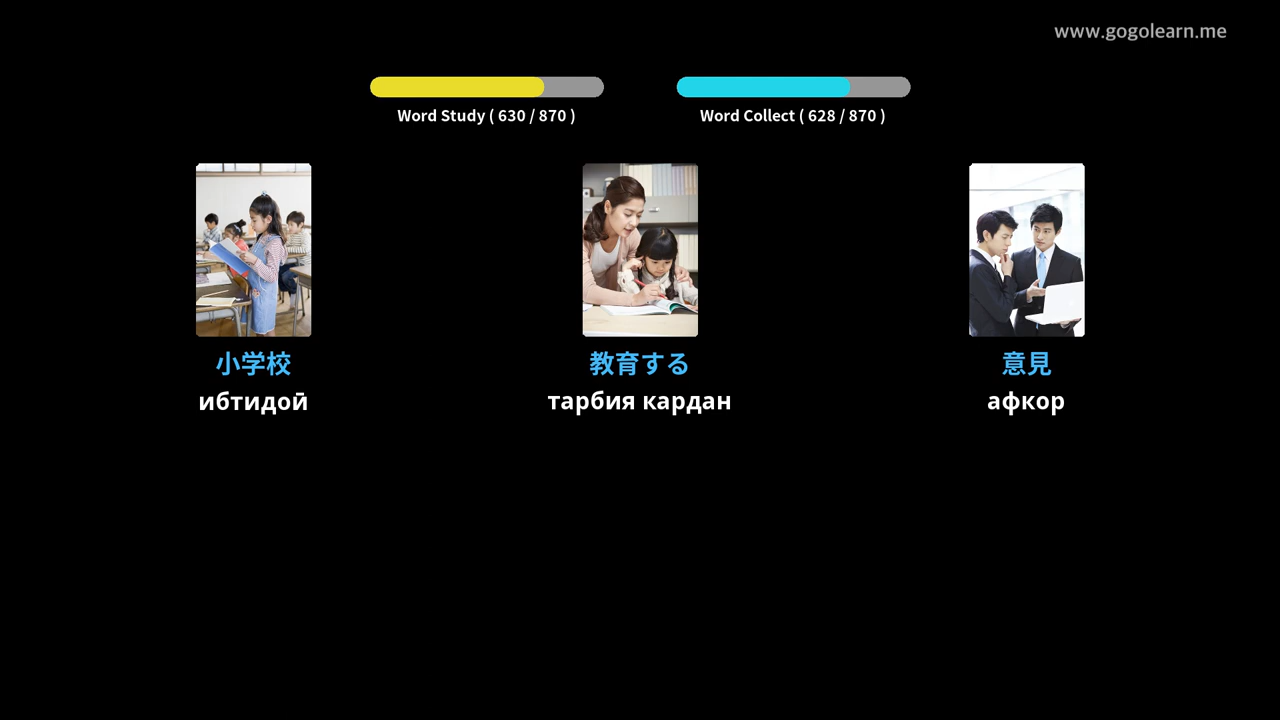 www.gogolearn.me
Word Study ( 630 / 870 )
Word Collect ( 628 / 870 )
小学校
教育する
意見
ибтидоӣ
тарбия кардан
афкор